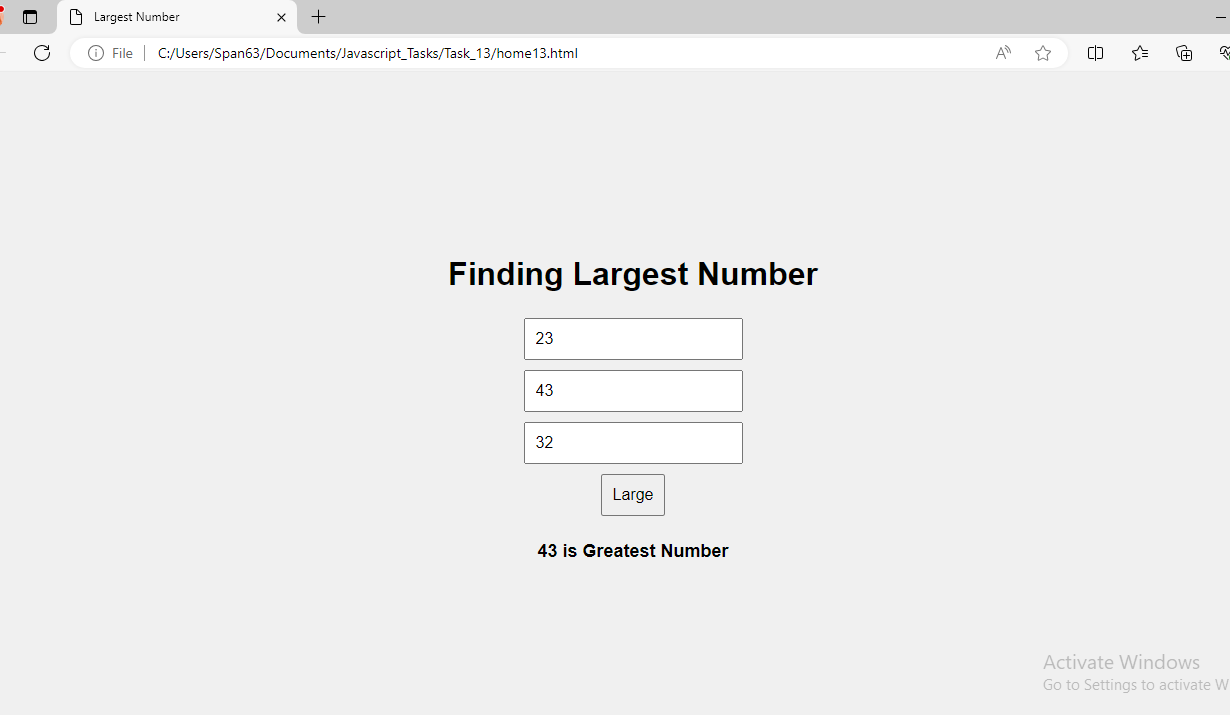 Largest Number
File C:/Users/Span63/Documents/Javascript_Tasks/Task_13/home13.html
Finding Largest Number
23
43
32
Large
43 is Greatest Number
Activate Windows
Go to Settings to activate W